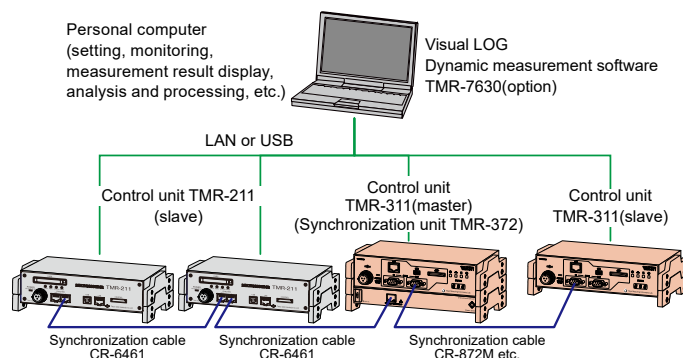 Personal computer
(setting, monitoring,
measurement result display,
analysis and processing, etc.)
Visual LOG
Dynamic measurement software
TMR-7630(option)
LAN or USB
Control unit TMR-211
(slave)
Control unit
TMR-311(master)
(Synchronization unit TMR-372)
Control unit
TMR-311(slave)
TMR-211
TMR-211
Synchronization cable
CR-6461
Synchronization cable
CR-6461
Synchronization cable
CR-872M etc.